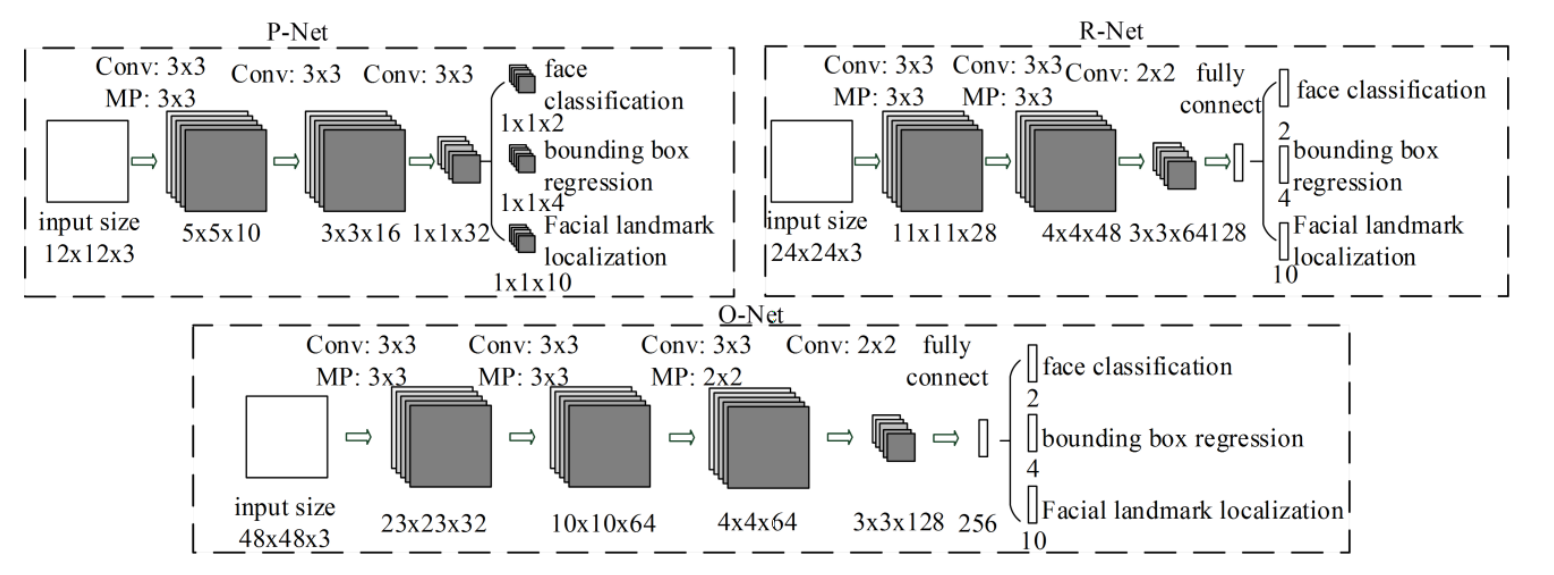 P-Net
Conv: 3x3
MP: 3x3
Conv: 3x3
Conv: 3x3
input size
12x12x3
5x5x10
3x3x16
1x1x32
face
classification
1x1x2
bounding box
regression
1x1x4
Facial landmark
localization
1x1x10
R-Net
Conv: 3x3
MP: 3x3
Conv: 3x3
MP: 3x3
Conv: 2x2
fully
connect
input size
24x24x3
11x11x28
4x4x48
3x3x64
128
face classification
2
bounding box
regression
4
Facial landmark
localization
10
O-Net
Conv: 3x3
MP: 3x3
Conv: 3x3
MP: 3x3
Conv: 3x3
MP: 2x2
Conv: 2x2
fully
connect
input size
48x48x3
23x23x32
10x10x64
4x4x64
3x3x128
256
face classification
2
bounding box regression
4
Facial landmark localization
10